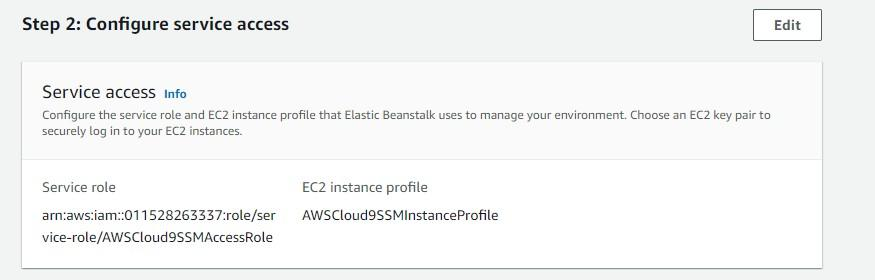 Step 2: Configure service access
Edit
Service access Info
Configure the service role and EC2 instance profile that Elastic Beanstalk uses to manage your environment. Choose an EC2 key pair to
securely log in to your EC2 instances.
Service role
EC2 instance profile
arn:aws:iam::011528263337:role/ser
vice-role/AWSCloud9SSMAccessRole
AWSCloud9SSMInstanceProfile